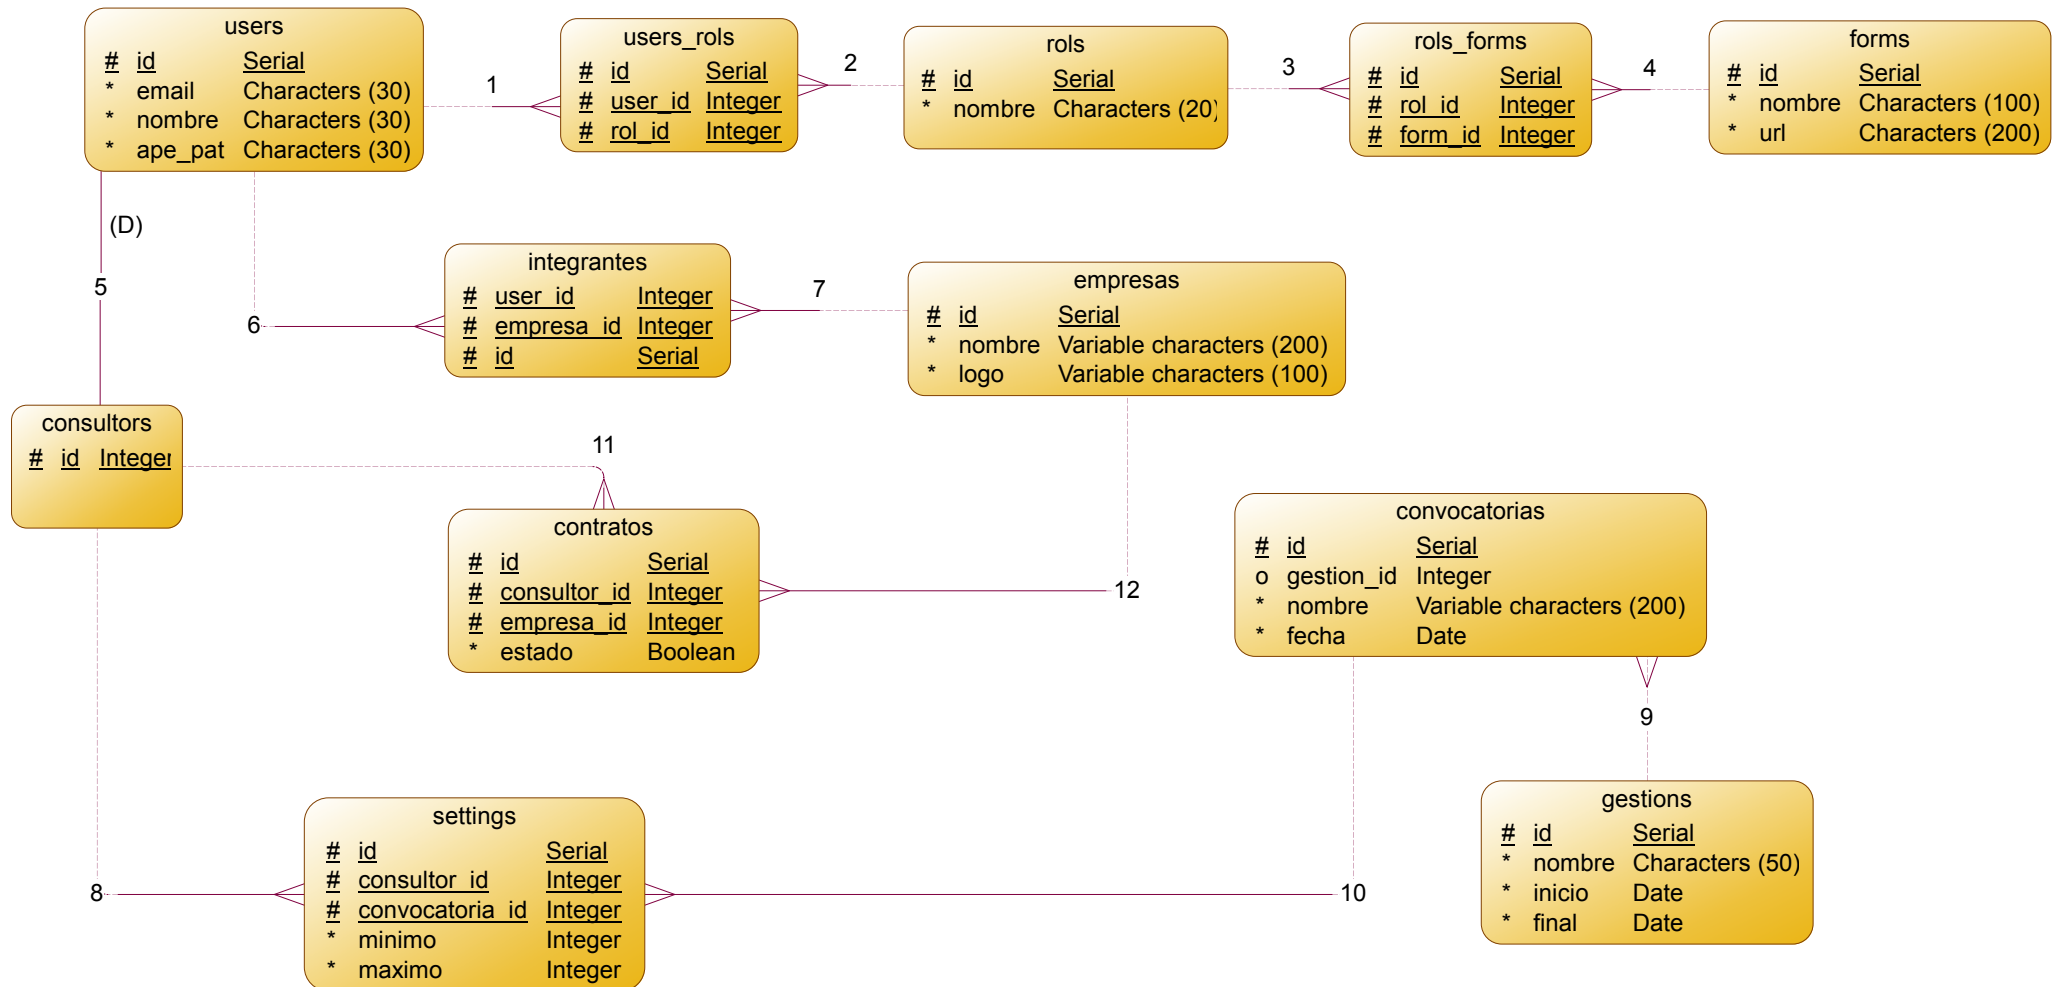 users
# id Serial
* email Characters (30)
* nombre Characters (30)
* ape_pat Characters (30)
1
users_rols
# id Serial
# user_id Integer
# rol_id Integer
2
rols
# id Serial
* nombre Characters (20)
3
rols_forms
# id Serial
# rol_id Integer
# form_id Integer
4
forms
# id Serial
* nombre Characters (100)
* url Characters (200)
(D)
5
6
integrantes
# user_id Integer
# empresa_id Integer
# id Serial
7
empresas
# id Serial
* nombre Variable characters (200)
* logo Variable characters (100)
consultors
# id Integer
11
contratos
# id Serial
# consultor_id Integer
# empresa_id Integer
* estado Boolean
12
convocatorias
# id Serial
o gestion_id Integer
* nombre Variable characters (200)
* fecha Date
9
8
settings
# id Serial
# consultor_id Integer
# convocatoria_id Integer
* minimo Integer
* maximo Integer
10
gestions
# id Serial
* nombre Characters (50)
* inicio Date
* final Date